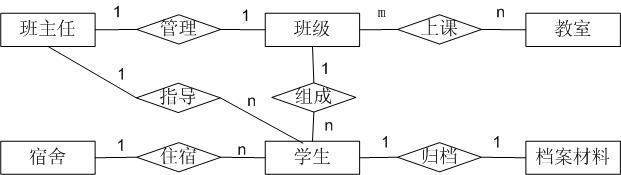 班主任 1 管理 1 班级 m 上课 n 教室
1 指导 n
1 组成 n
宿舍 1 住宿 n 学生 1 归档 1 档案材料